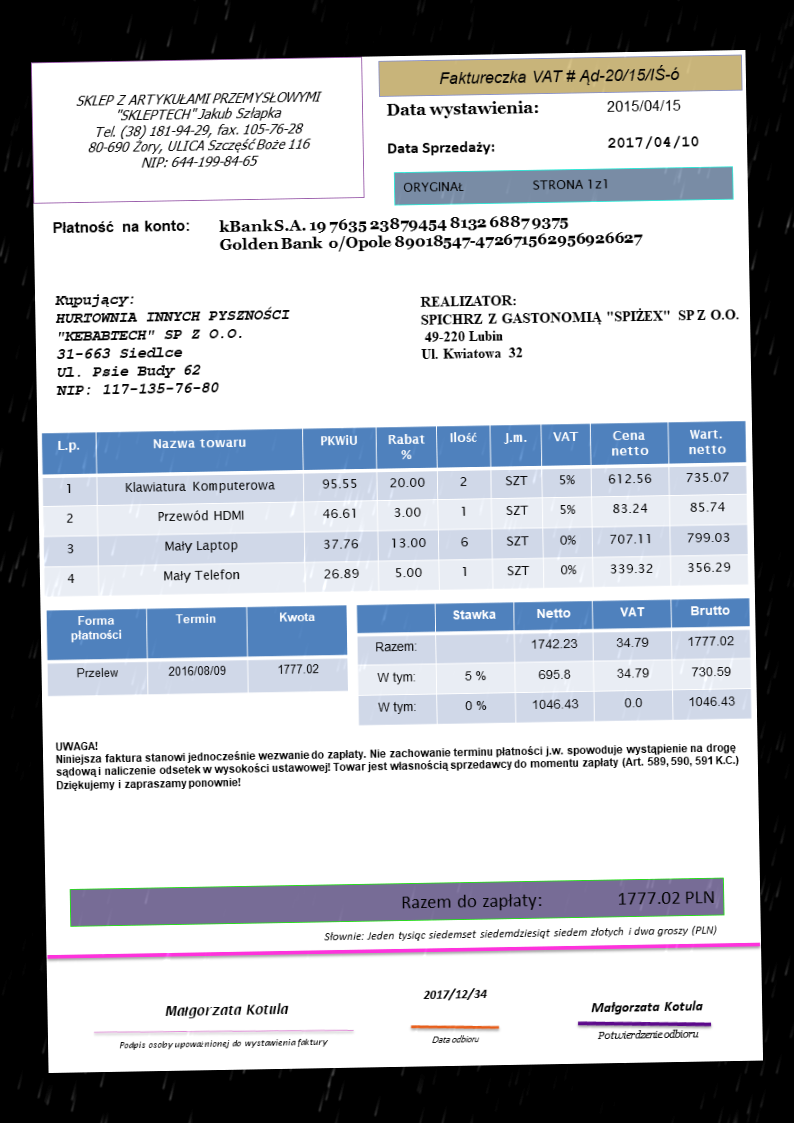 SKLEP Z ARTYKUŁAMI PRZEMYSŁOWYMI
"SKLEPTECH" Jakub Szłapka
Tel. (38) 181-94-29, fax. 105-76-28
80-690 Żory, ULICA Szczęść Boże 116
NIP: 644-199-84-65
Faktureczka VAT # Ąd-20/15/IŚ-ó
Data wystawienia: 2015/04/15
Data Sprzedaży: 2017/04/10
ORYGINAŁ STRONA 1 z 1
Płatność na konto: kBank S.A. 19 7635 23879454 8132 6887 9375
Golden Bank o/Opole 89018547-472671562956926627
Kupujący:
HURTOWNIA INNYCH PYSZNOŚCI
"KEBABTECH" SP Z O.O.
31-663 Siedlce
Ul. Psie Budy 62
NIP: 117-135-76-80
REALIZATOR:
SPICHRZ Z GASTONOMIĄ "SPIŻEX" SP Z O.O.
49-220 Lubin
Ul. Kwiatowa 32
L.p. Nazwa towaru PKWiU Rabat % Ilość J.m. VAT Cena netto Wart. netto
1 Klawiatura Komputerowa 95.55 20.00 2 SZT 5% 612.56 735.07
2 Przewód HDMI 46.61 3.00 1 SZT 5% 83.24 85.74
3 Mały Laptop 37.76 13.00 6 SZT 0% 707.11 799.03
4 Mały Telefon 26.89 5.00 1 SZT 0% 339.32 356.29
Forma płatności Termin Kwota
Przelew 2016/08/09 1777.02
Stawka Netto VAT Brutto
Razem: 1742.23 34.79 1777.02
W tym: 5 % 695.8 34.79 730.59
W tym: 0 % 1046.43 0.0 1046.43
UWAGA!
Niniejsza faktura stanowi jednocześnie wezwanie do zapłaty. Nie zachowanie terminu płatności j.w. spowoduje wystąpienie na drogę
sądową i naliczenie odsetek w wysokości ustawowej! Towar jest własnością sprzedawcy do momentu zapłaty (Art. 589, 590, 591 K.C.)
Dziękujemy i zapraszamy ponownie!
Razem do zapłaty: 1777.02 PLN
Słownie: Jeden tysiąc siedemset siedemdziesiąt siedem złotych i dwa groszy (PLN)
Małgorzata Kotula
Podpis osoby upoważnionej do wystawienia faktury
2017/12/34
Data odbioru
Małgorzata Kotula
Potwierdzenie odbioru